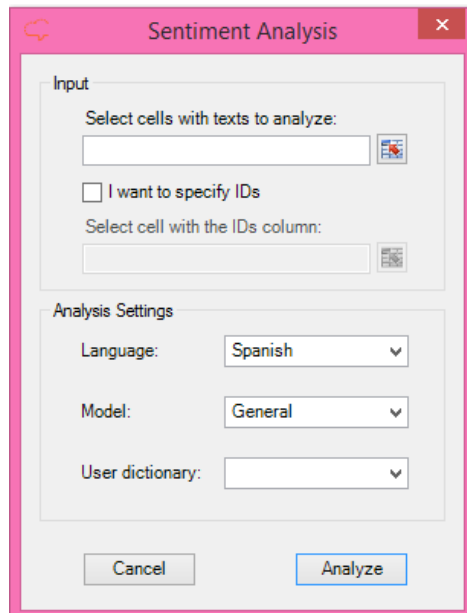 Sentiment Analysis
Input
Select cells with texts to analyze:
I want to specify IDs
Select cell with the IDs column:
Analysis Settings
Language: Spanish
Model: General
User dictionary:
Cancel Analyze